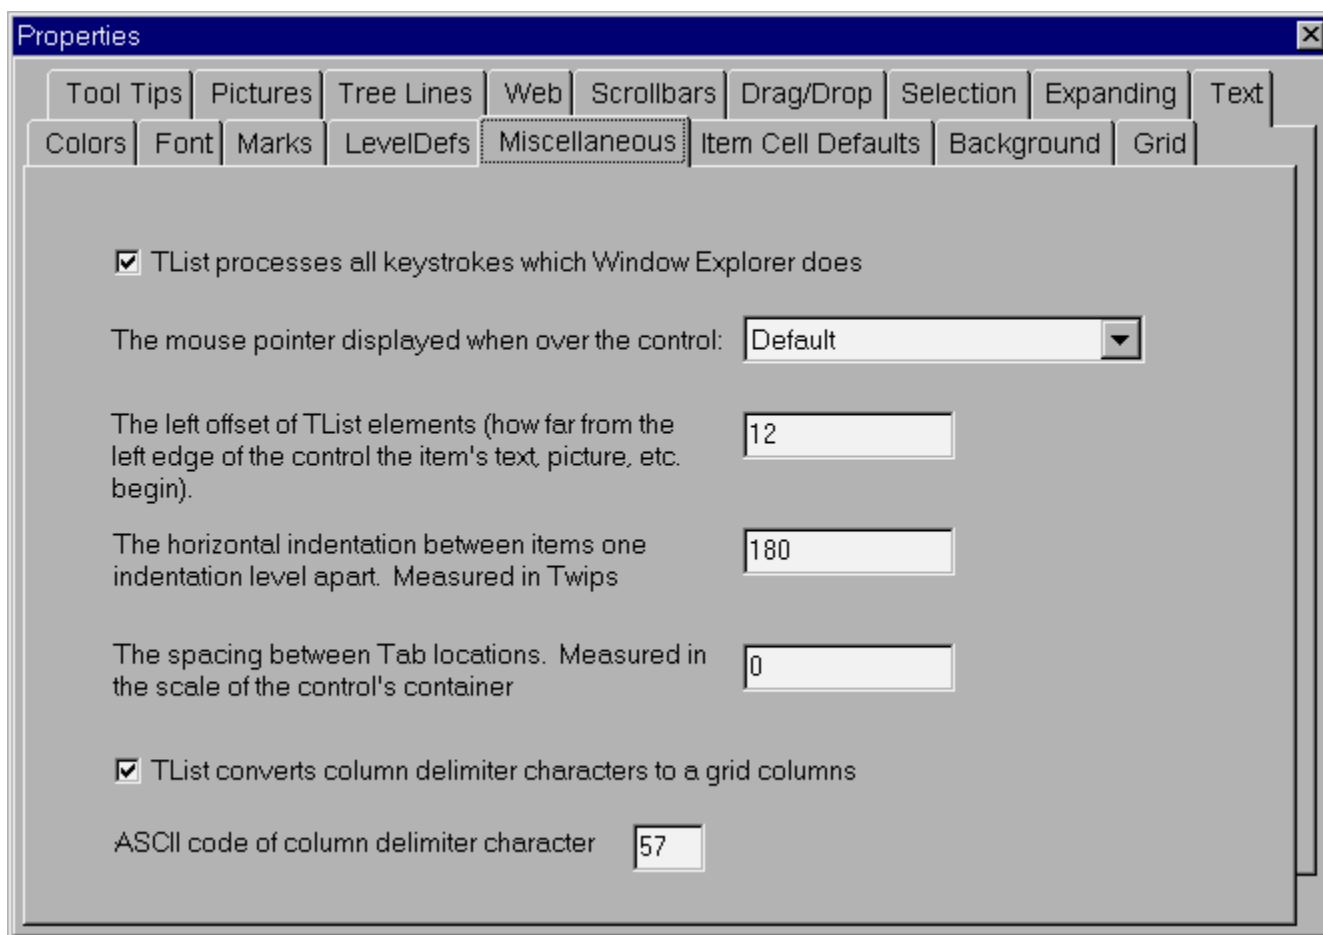 Properties
Tool Tips Pictures Tree Lines Web Scrollbars Drag/Drop Selection Expanding Text
Colors Font Marks LevelDefs Miscellaneous Item Cell Defaults Background Grid
TList processes all keystrokes which Window Explorer does
The mouse pointer displayed when over the control: Default
The left offset of TList elements (how far from the
left edge of the control the item's text, picture, etc.
begin).
12
The horizontal indentation between items one
indentation level apart.  Measured in Twips
180
The spacing between Tab locations.  Measured in
the scale of the control's container
0
TList converts column delimiter characters to a grid columns
ASCII code of column delimiter character 57